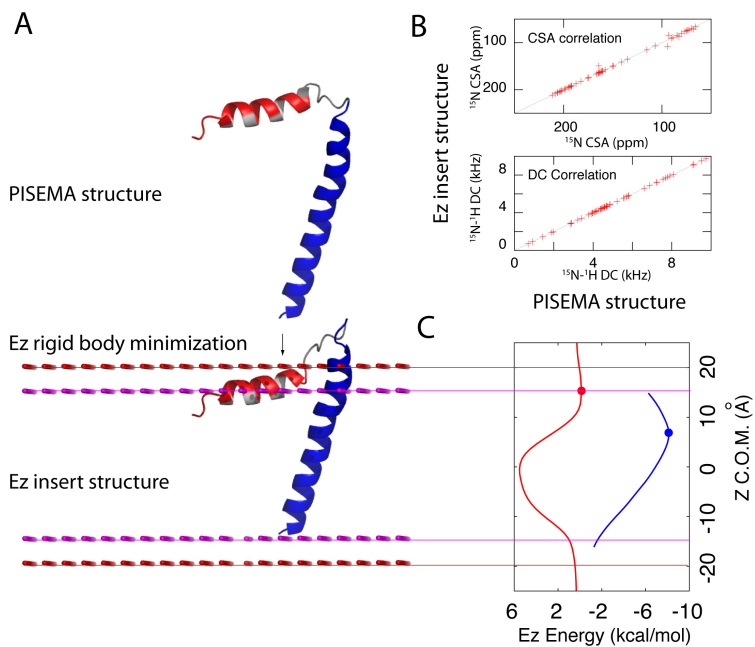 A
PISEMA structure
Ez rigid body minimization
Ez insert structure
B
Ez insert structure
¹⁵N CSA (ppm)
100
200
CSA correlation
200
100
¹⁵N CSA (ppm)
¹⁵N-¹H DC (kHz)
8
4
0
DC Correlation
0
4
8
¹⁵N-¹H DC (kHz)
PISEMA structure
C
20
10
0
-10
-20
Z C.O.M. (Å)
6
2
-2
-6
-10
Ez Energy (kcal/mol)